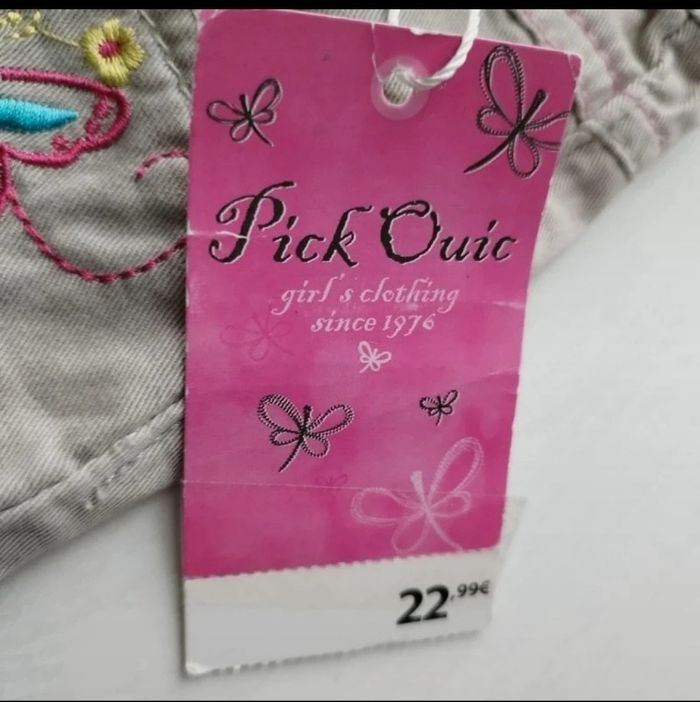 Pick Ouic
girl's clothing
since 1976
22,99€